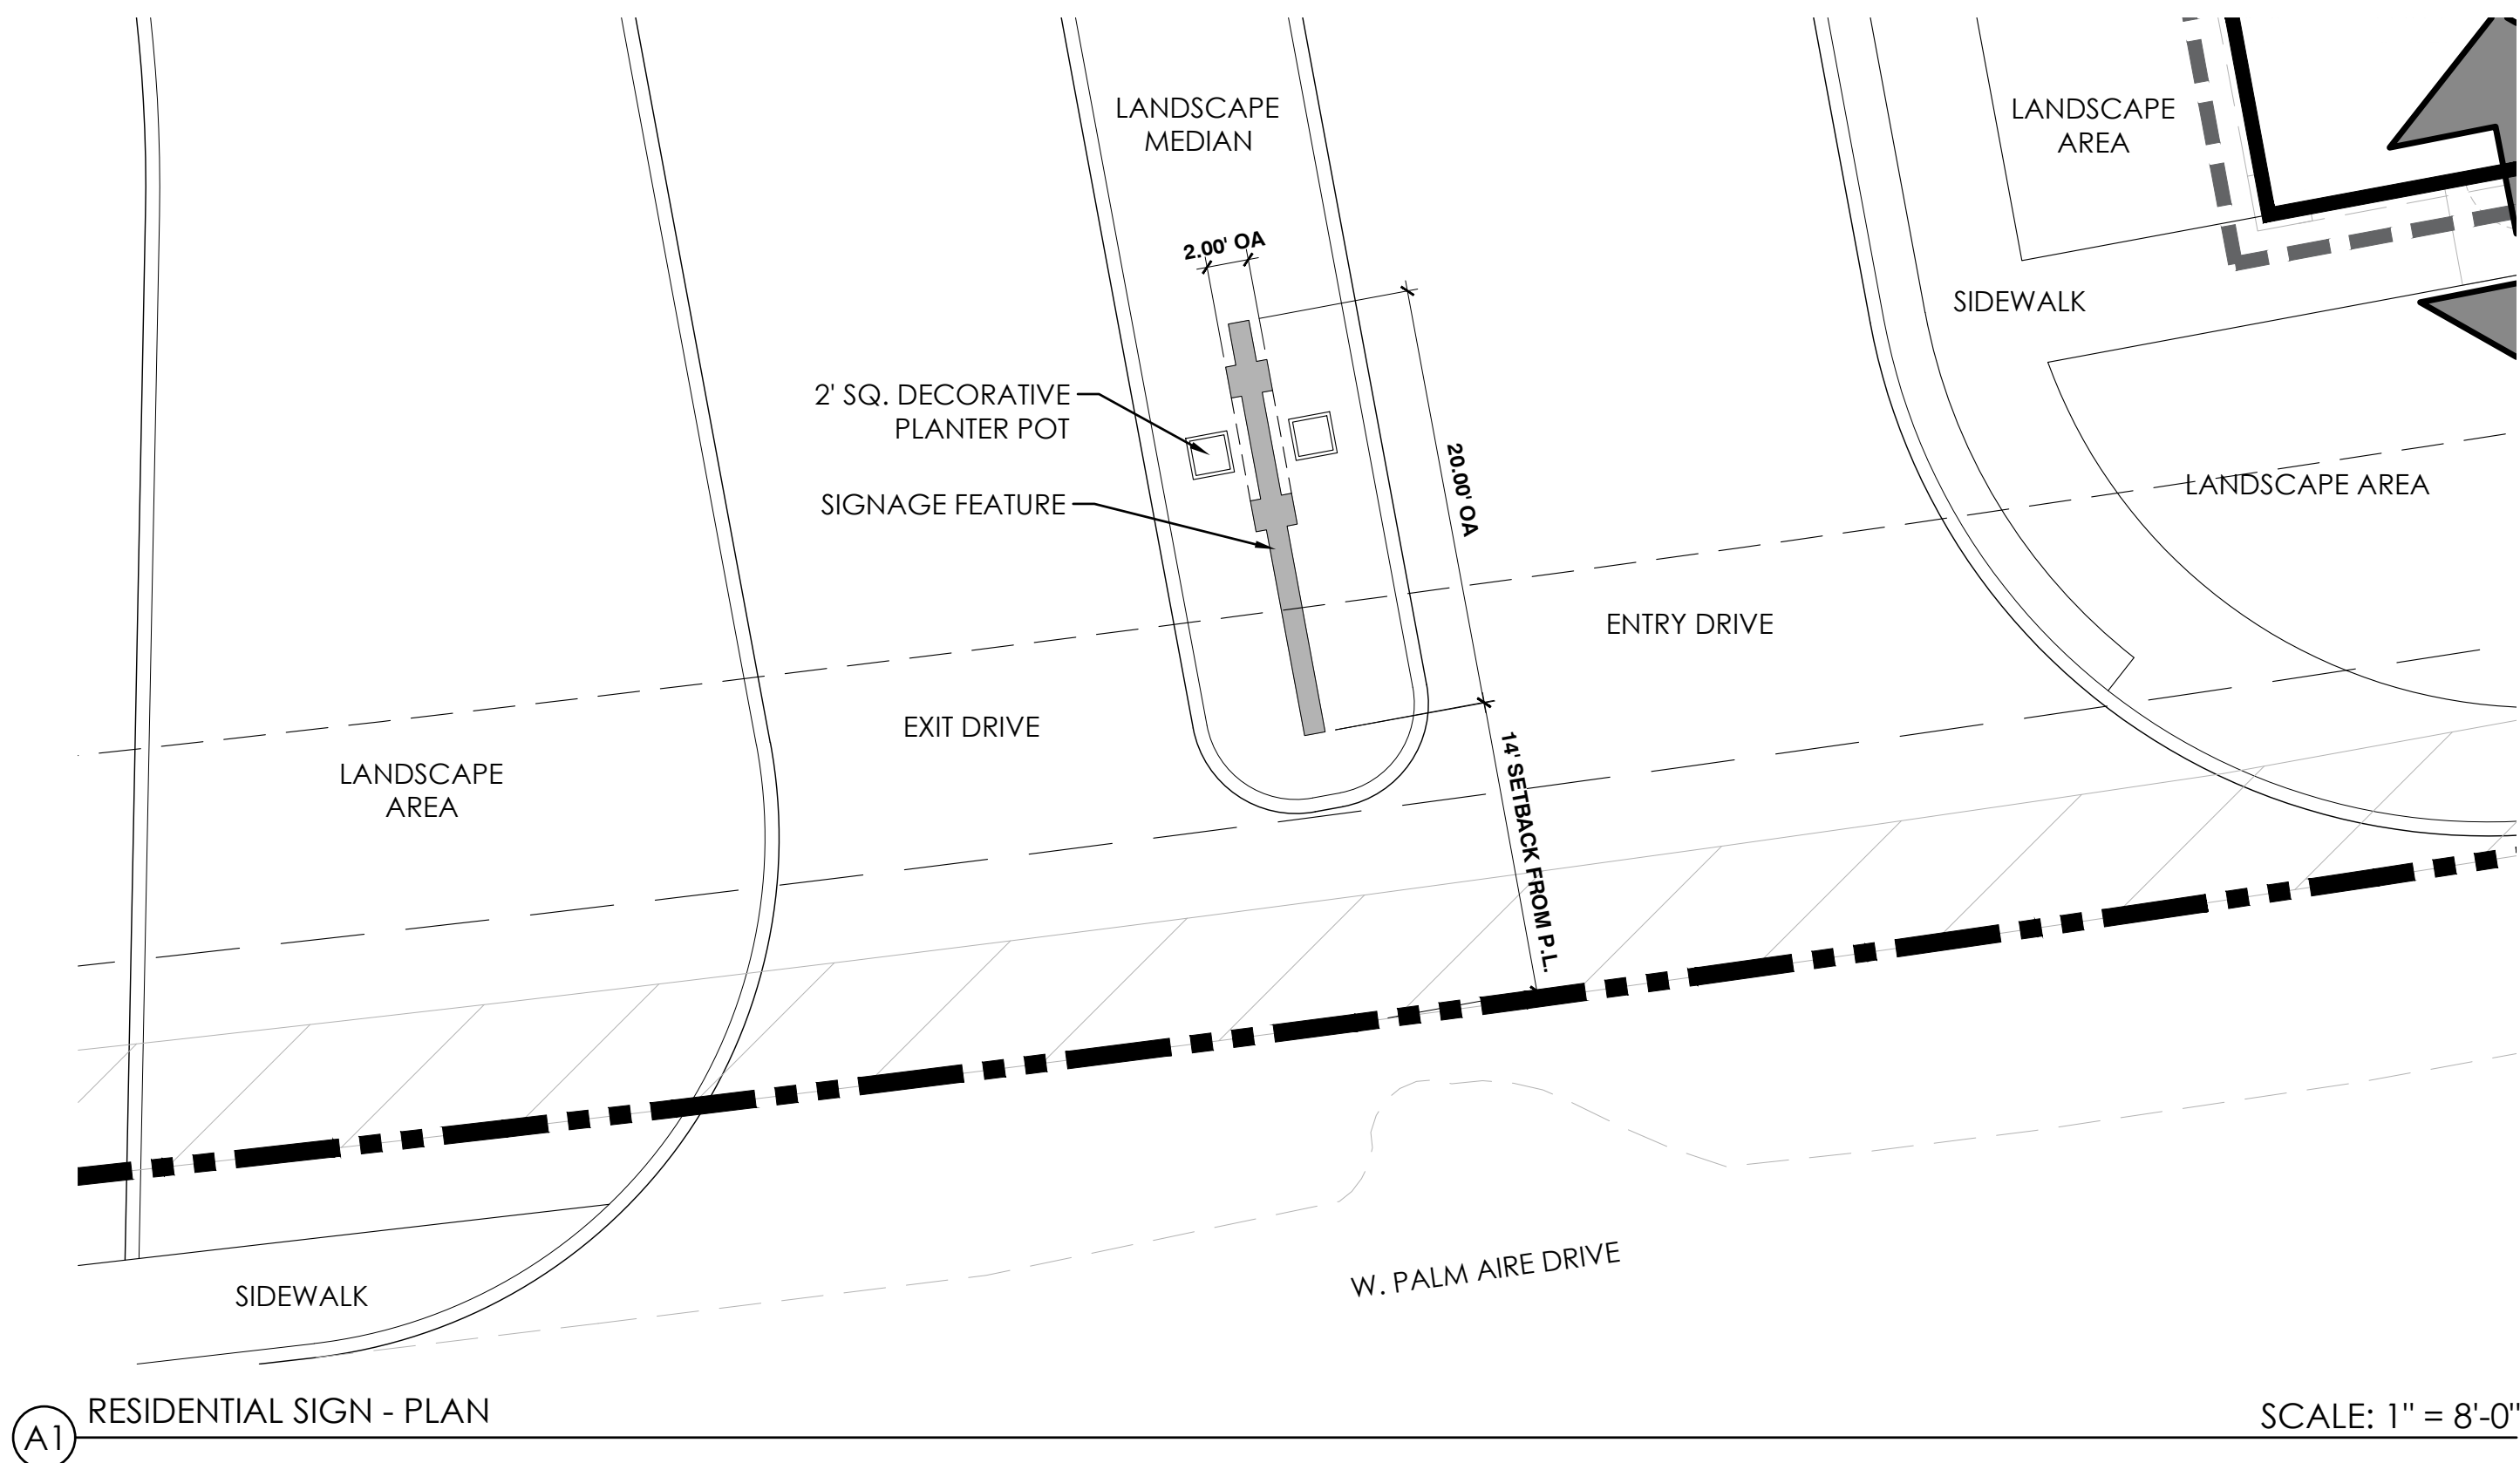 LANDSCAPE
MEDIAN
LANDSCAPE
AREA
2.00' OA
SIDEWALK
2' SQ. DECORATIVE
PLANTER POT
SIGNAGE FEATURE
20.00' OA
LANDSCAPE AREA
ENTRY DRIVE
EXIT DRIVE
LANDSCAPE
AREA
14' SETBACK FROM P.L.
W. PALM AIRE DRIVE
SIDEWALK
A1
RESIDENTIAL SIGN - PLAN
SCALE: 1" = 8'-0"